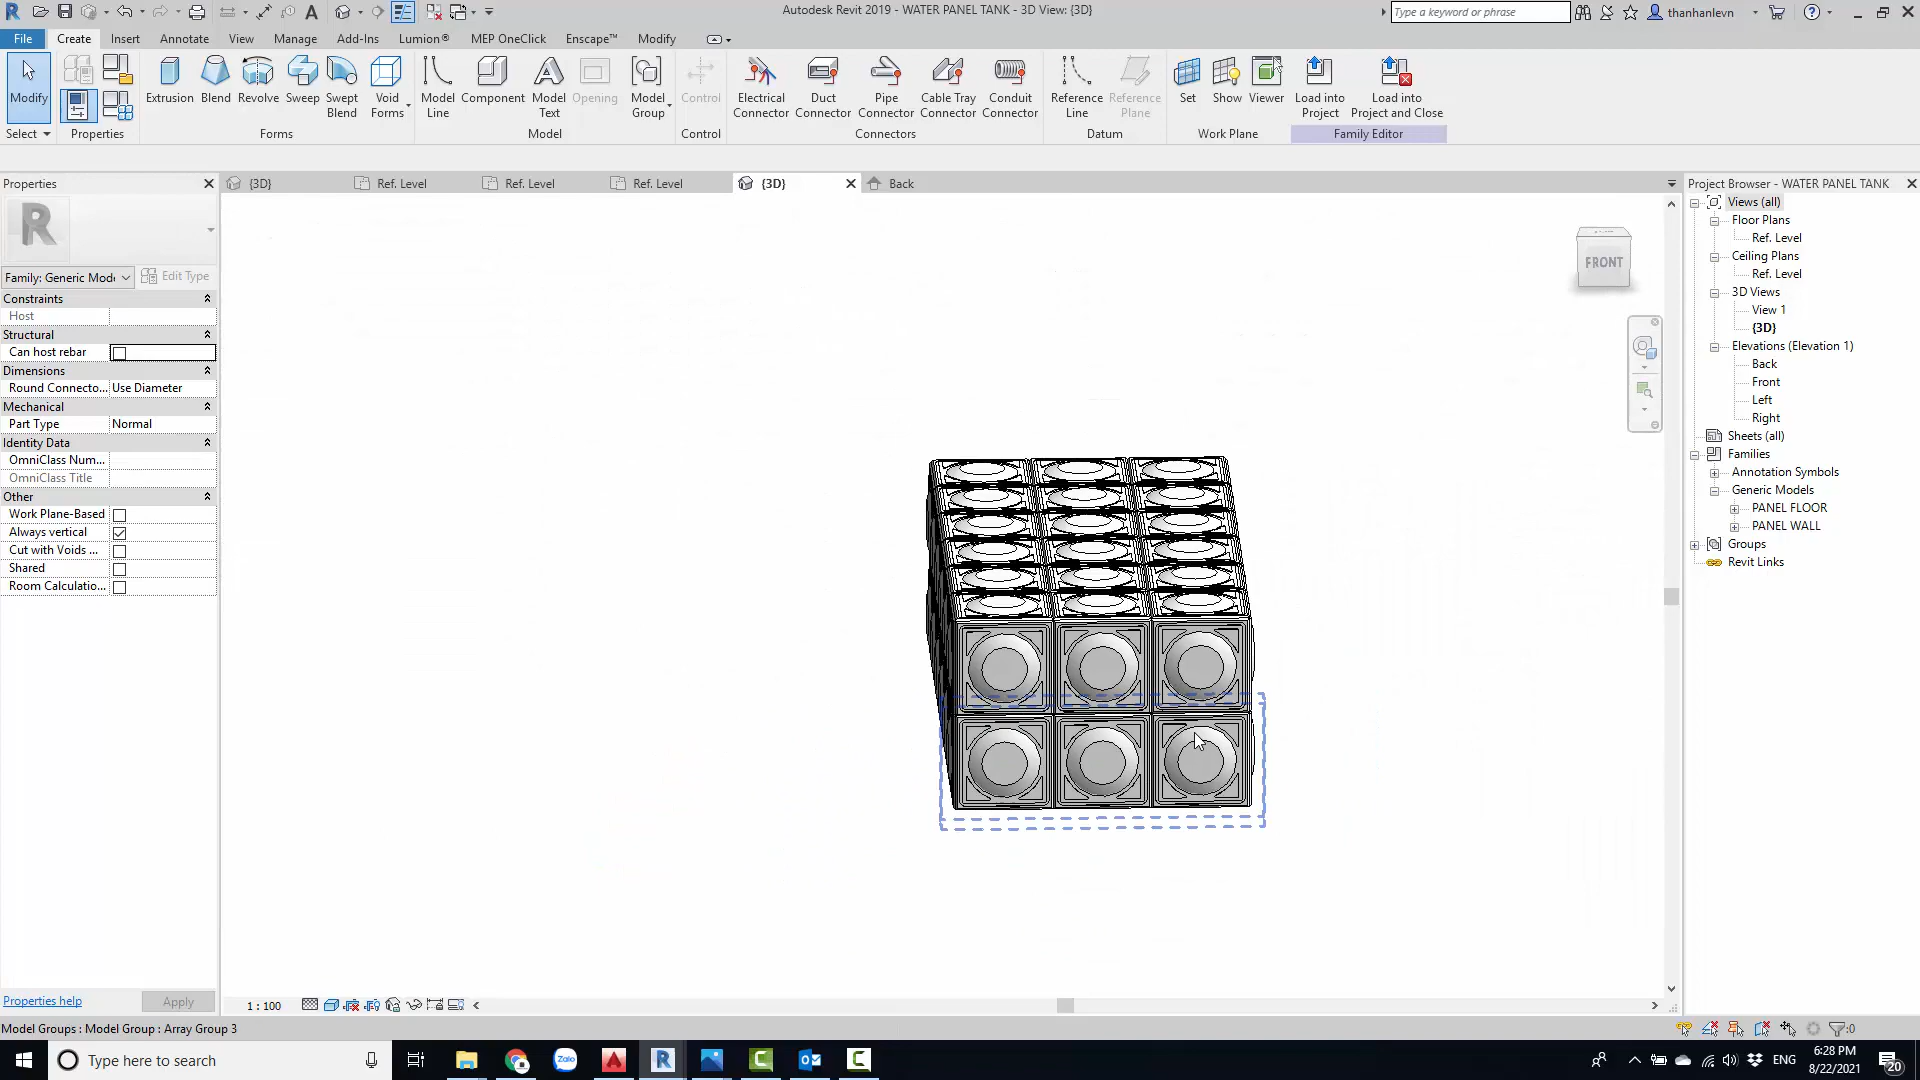 Autodesk Revit 2019 - WATER PANEL TANK - 3D View: {3D}
Type a keyword or phrase
thanhanlevn
File Create Insert Annotate View Manage Add-Ins Lumion® MEP OneClick Enscape™ Modify
Modify
Extrusion Blend Revolve Sweep Swept Blend Void Forms
Model Line Component Model Text Opening Model Group
Control
Electrical Connector Duct Connector Pipe Connector Cable Tray Connector Conduit Connector
Reference Line Reference Plane
Set Show Viewer
Load into Project Load into Project and Close
Select Properties Forms Model Control Connectors Datum Work Plane Family Editor
Properties
{3D} Ref. Level Ref. Level Ref. Level {3D} Back
Project Browser - WATER PANEL TANK
Family: Generic Mode
Edit Type
Constraints
Host
Structural
Can host rebar
Dimensions
Round Connecto... Use Diameter
Mechanical
Part Type Normal
Identity Data
OmniClass Num...
OmniClass Title
Other
Work Plane-Based
Always vertical
Cut with Voids ...
Shared
Room Calculatio...
Properties help
Apply
FRONT
Views (all)
Floor Plans
Ref. Level
Ceiling Plans
Ref. Level
3D Views
View 1
{3D}
Elevations (Elevation 1)
Back
Front
Left
Right
Sheets (all)
Families
Annotation Symbols
Generic Models
PANEL FLOOR
PANEL WALL
Groups
Revit Links
1 : 100
Model Groups : Model Group : Array Group 3
:0
Type here to search
Zalo
ENG
6:28 PM
8/22/2021
20